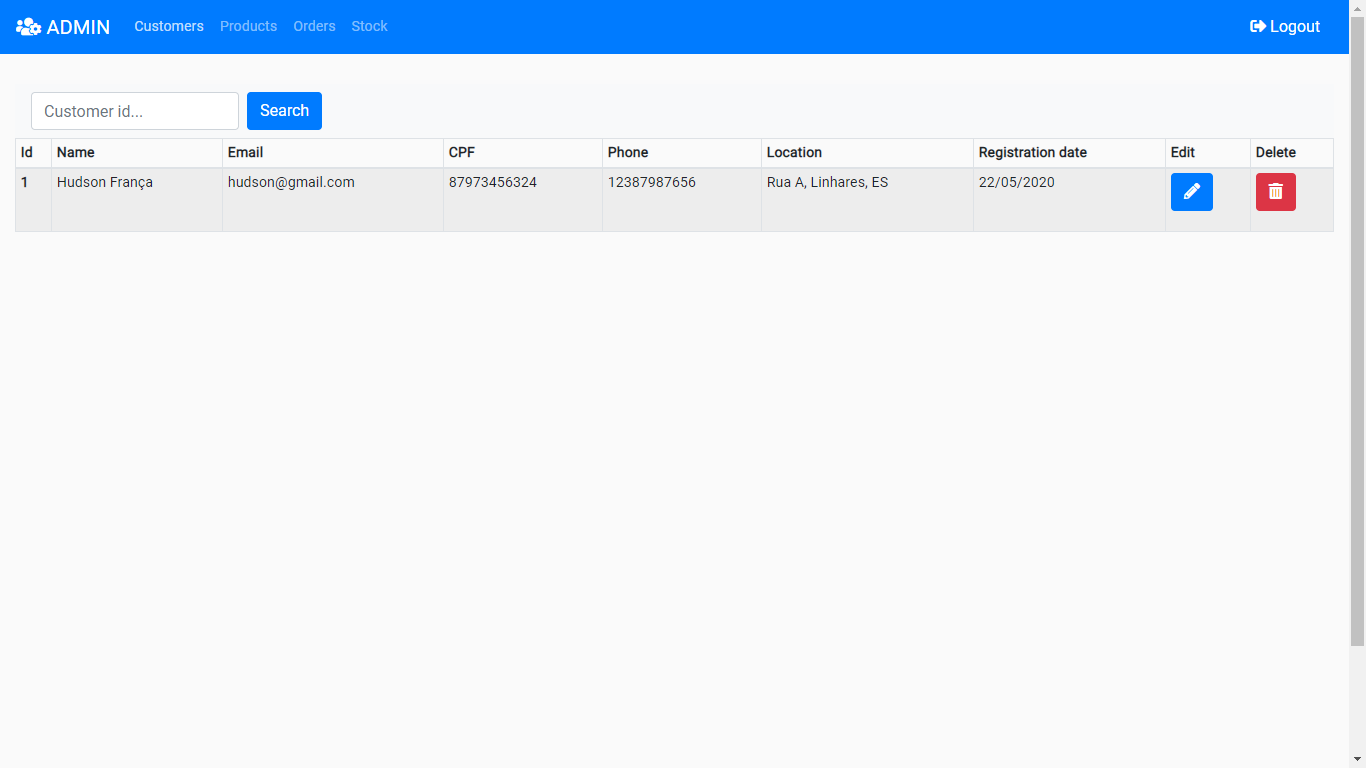 ADMIN Customers Products Orders Stock Logout
Customer id... Search
Id Name Email CPF Phone Location Registration date Edit Delete
1 Hudson França hudson@gmail.com 87973456324 12387987656 Rua A, Linhares, ES 22/05/2020